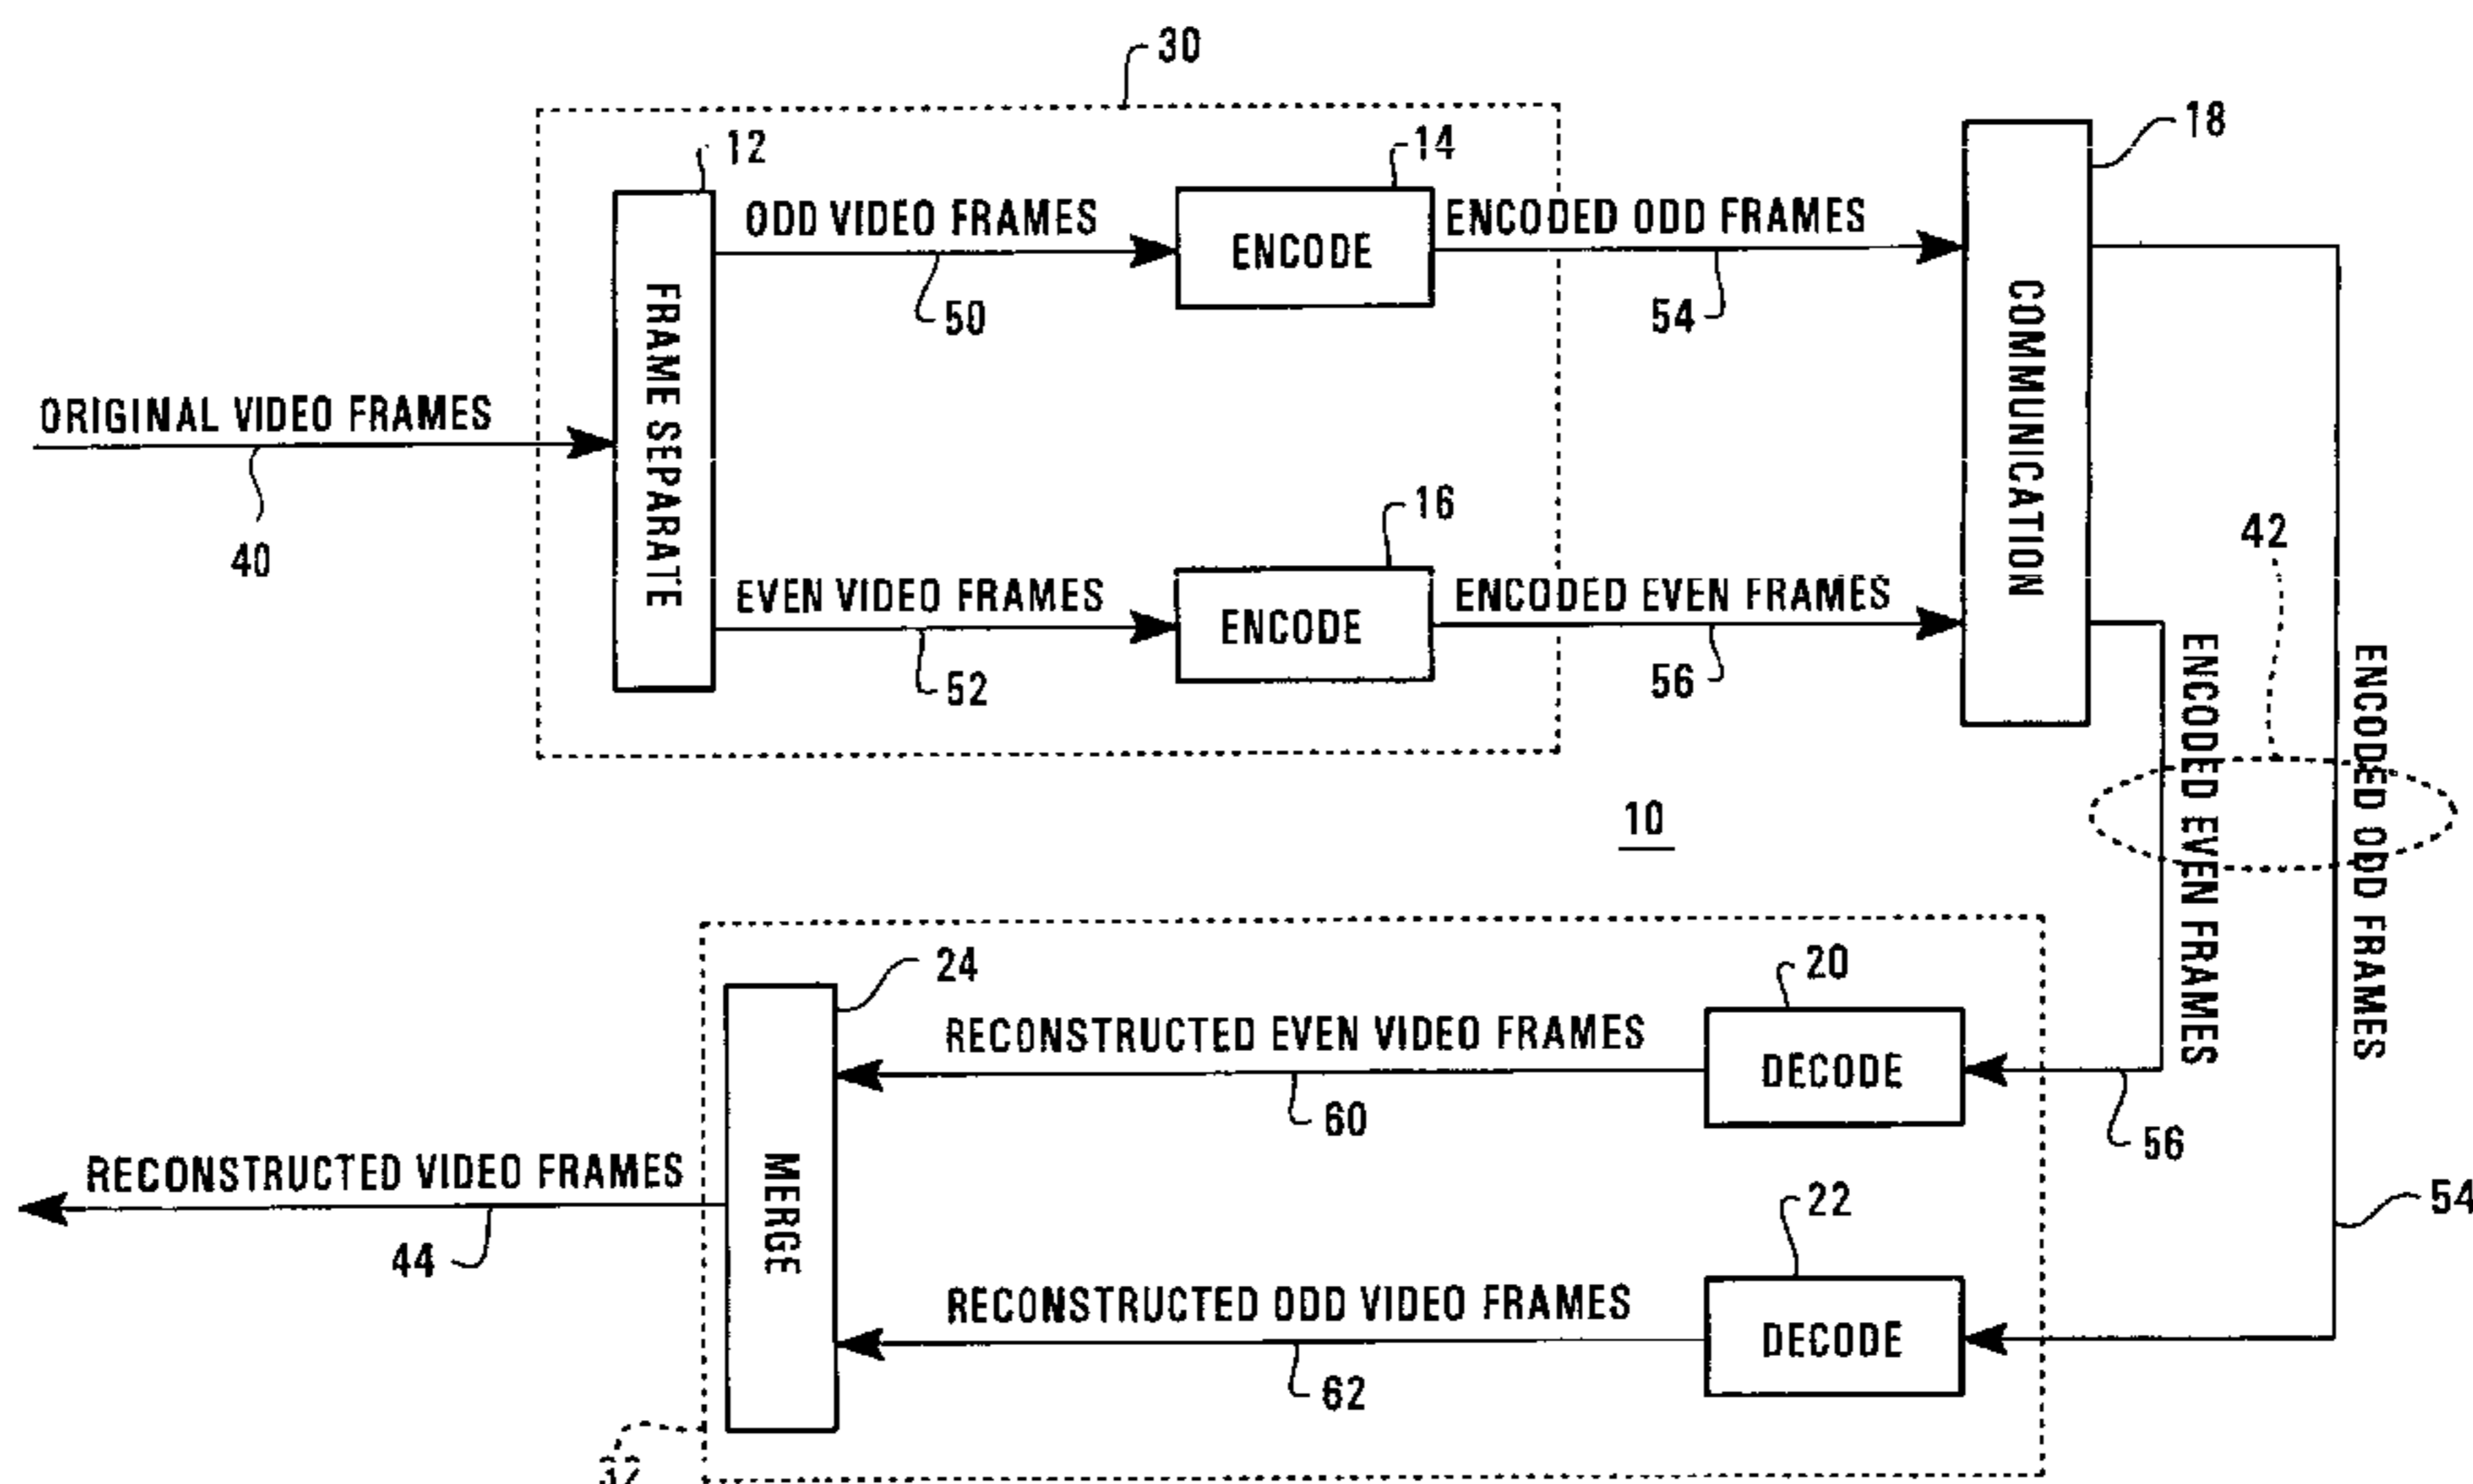 30
12
14
18
ODD VIDEO FRAMES
ENCODE
ENCODED ODD FRAMES
50
54
FRAME SEPARATE
COMMUNICATION
ORIGINAL VIDEO FRAMES
40
16
42
EVEN VIDEO FRAMES
ENCODE
ENCODED EVEN FRAMES
52
56
ENCODED EVEN FRAMES
ENCODED ODD FRAMES
10
24
20
RECONSTRUCTED EVEN VIDEO FRAMES
DECODE
60
56
MERGE
RECONSTRUCTED VIDEO FRAMES
44
22
54
RECONSTRUCTED ODD VIDEO FRAMES
DECODE
62